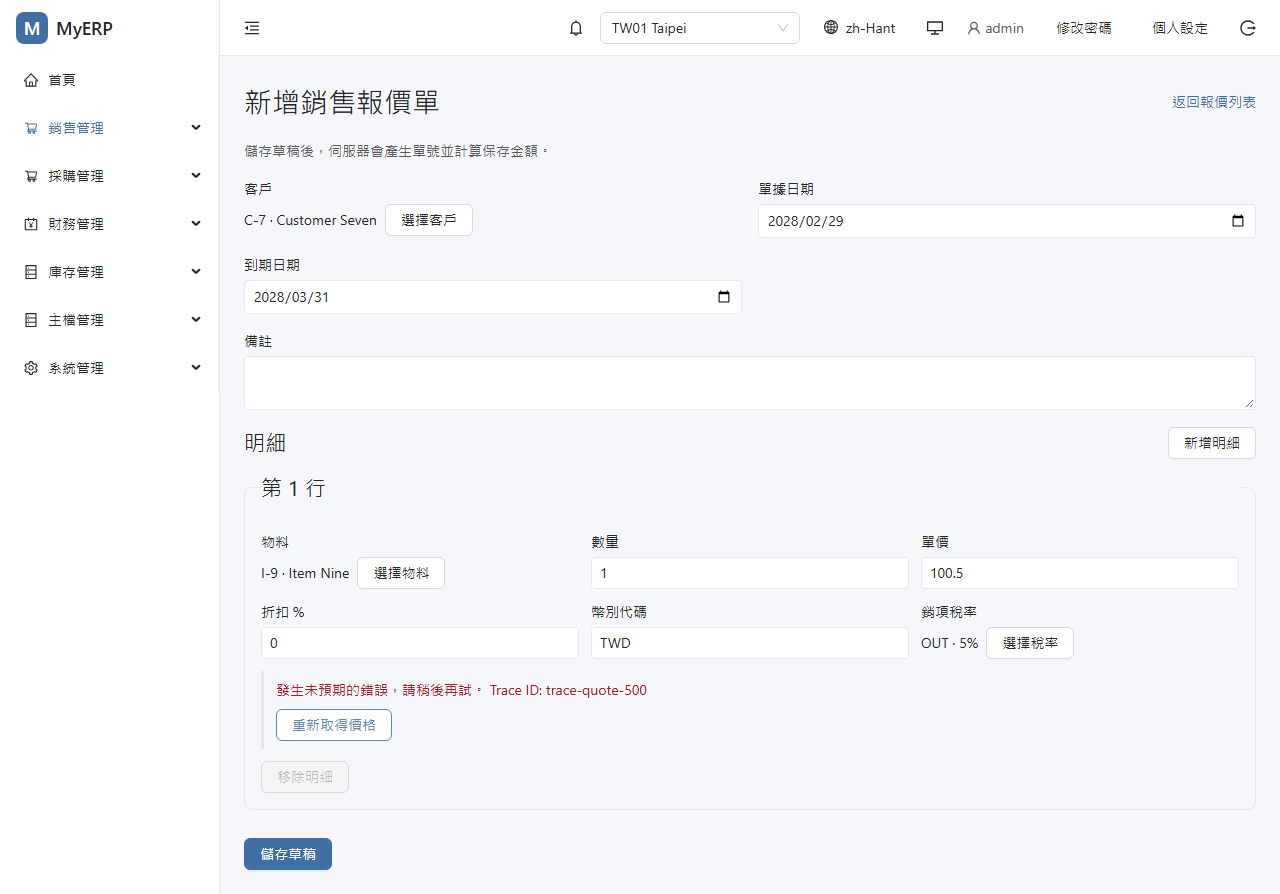 M MyERP
TW01 Taipei
zh-Hant
admin
修改密碼
個人設定
首頁
銷售管理
採購管理
財務管理
庫存管理
主檔管理
系統管理
新增銷售報價單
返回報價列表
儲存草稿後，伺服器會產生單號並計算保存金額。
客戶
單據日期
C-7 · Customer Seven
選擇客戶
2028/02/29
到期日期
2028/03/31
備註
明細
新增明細
第 1 行
物料
數量
單價
I-9 · Item Nine
選擇物料
1
100.5
折扣 %
幣別代碼
銷項稅率
0
TWD
OUT · 5%
選擇稅率
發生未預期的錯誤，請稍後再試。 Trace ID: trace-quote-500
重新取得價格
移除明細
儲存草稿